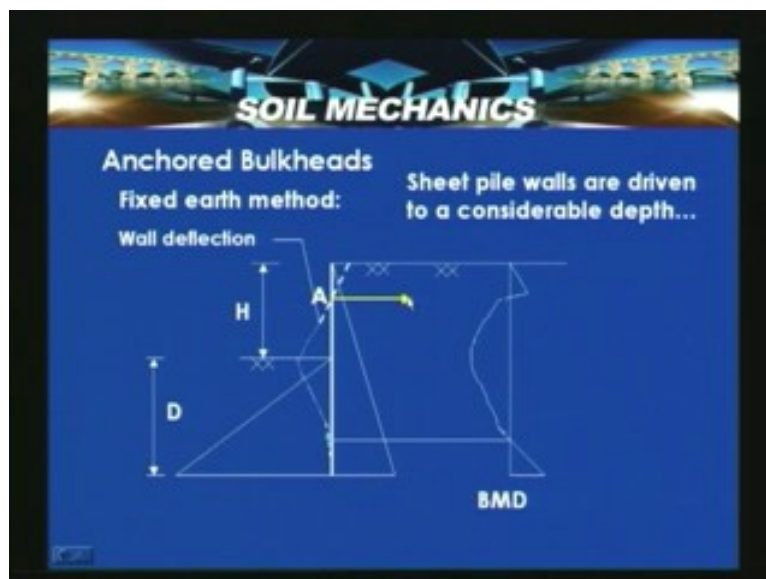 SOIL MECHANICS
Anchored Bulkheads
Fixed earth method:
Sheet pile walls are driven
to a considerable depth...
Wall deflection
A
H
D
BMD